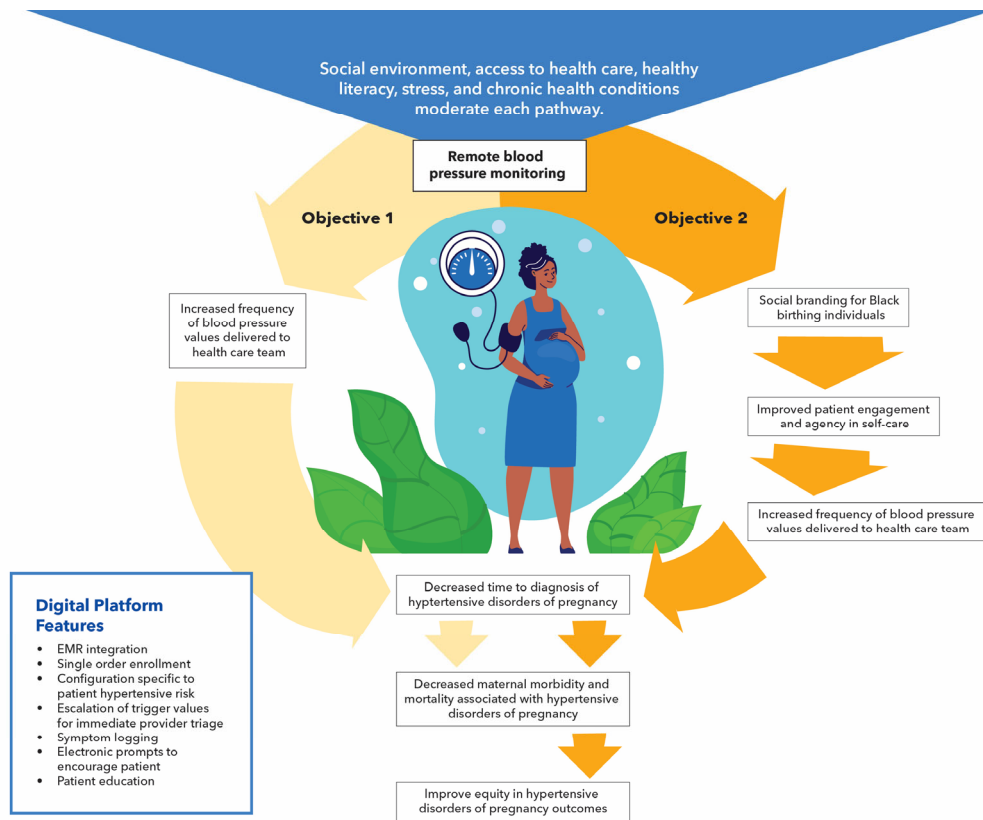 Social environment, access to health care, healthy
literacy, stress, and chronic health conditions
moderate each pathway.
Remote blood
pressure monitoring
Objective 1
Objective 2
Increased frequency
of blood pressure
values delivered to
health care team
Social branding for Black
birthing individuals
Improved patient engagement
and agency in self-care
Increased frequency of blood pressure
values delivered to health care team
Decreased time to diagnosis of
hyptertensive disorders of pregnancy
Decreased maternal morbidity and
mortality associated with hypertensive
disorders of pregnancy
Improve equity in hypertensive
disorders of pregnancy outcomes
Digital Platform
Features
• EMR integration
• Single order enrollment
• Configuration specific to
patient hypertensive risk
• Escalation of trigger values
for immediate provider triage
• Symptom logging
• Electronic prompts to
encourage patient
• Patient education